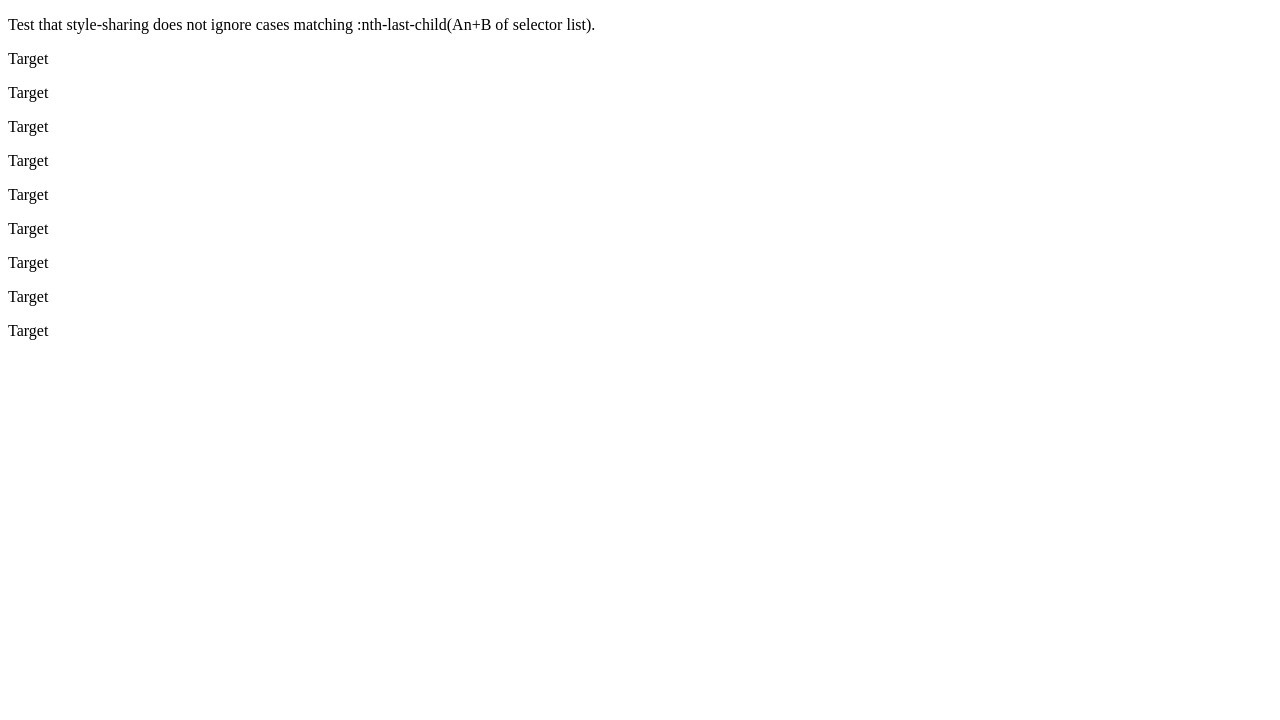 Test that style-sharing does not ignore cases matching :nth-last-child(An+B of selector list).
Target
Target
Target
Target
Target
Target
Target
Target
Target